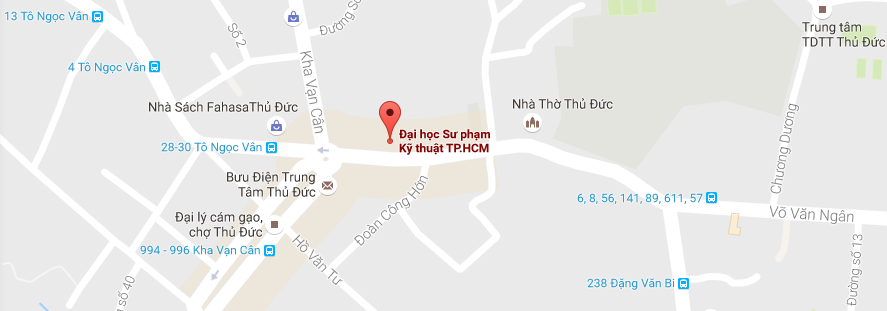 13 Tô Ngọc Vân
Số 2
Đường Số
4 Tô Ngọc Vân
Kha Vạn Cân
Trung tâm
TDTT Thủ Đức
Nhà Sách FahasaThủ Đức
Nhà Thờ Thủ Đức
Đại học Sư phạm
Kỹ thuật TP.HCM
28-30 Tô Ngọc Vân
Chương Dương
Bưu Điện Trung
Tâm Thủ Đức
Đoàn Công Hớn
6, 8, 56, 141, 89, 611, 57
Võ Văn Ngân
Đại lý cám gạo,
chợ Thủ Đức
994 - 996 Kha Vạn Cân
Hồ Văn Tư
238 Đặng Văn Bi
Đường số 13
số 40